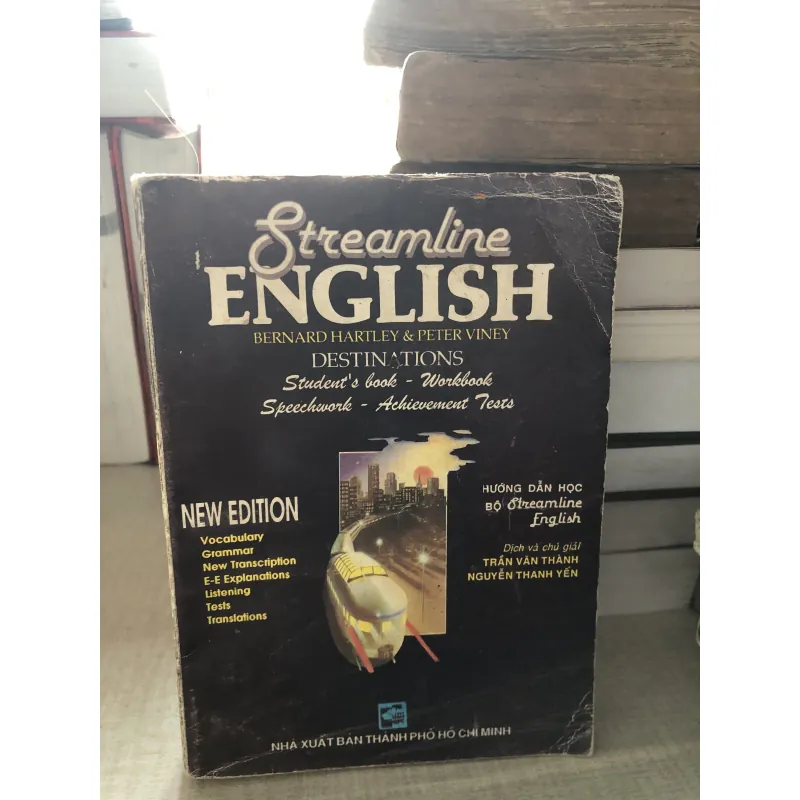 Streamline
ENGLISH
BERNARD HARTLEY & PETER VINEY
DESTINATIONS
Student's book - Workbook
Speechwork - Achievement Tests
NEW EDITION
Vocabulary
Grammar
New Transcription
E-E Explanations
Listening
Tests
Translations
HƯỚNG DẪN HỌC
BỘ Streamline
English
Dịch và chú giải
TRẦN VĂN THÀNH
NGUYỄN THANH YẾN
NHÀ XUẤT BẢN THÀNH PHỐ HỒ CHÍ MINH